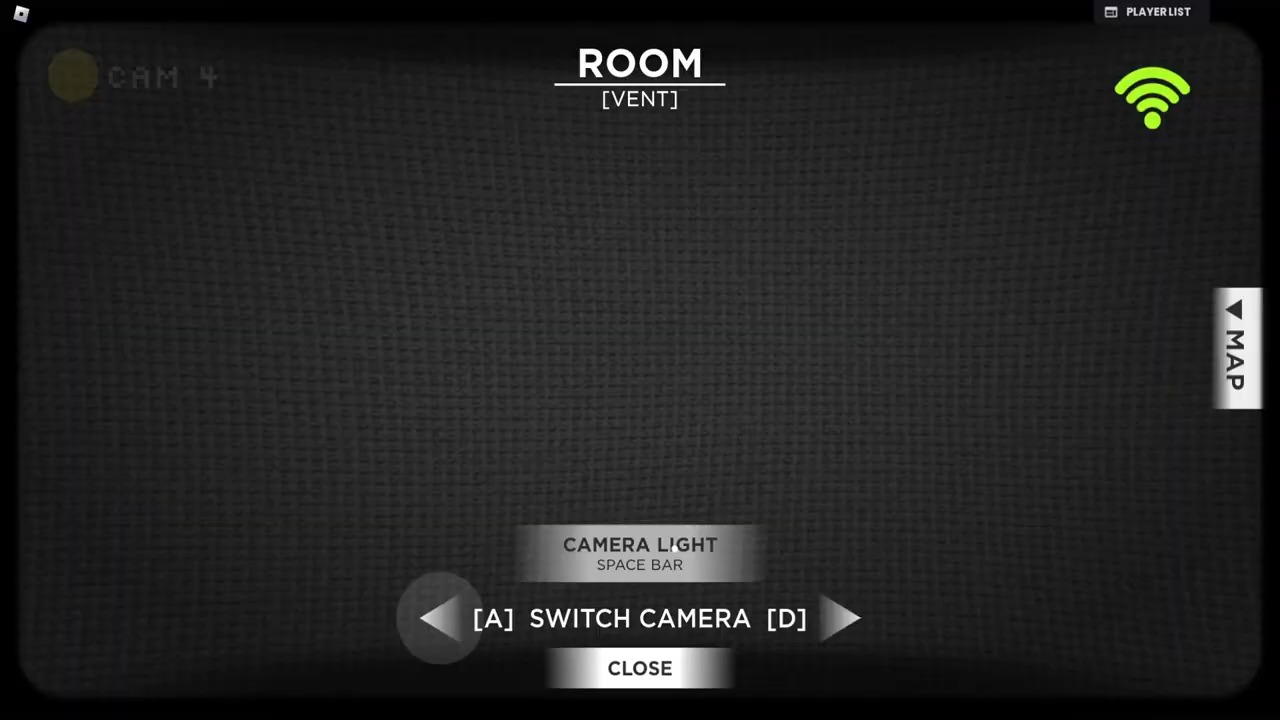 PLAYER LIST
ROOM
[VENT]
CAM 4
MAP
CAMERA LIGHT
SPACE BAR
[A] SWITCH CAMERA [D]
CLOSE